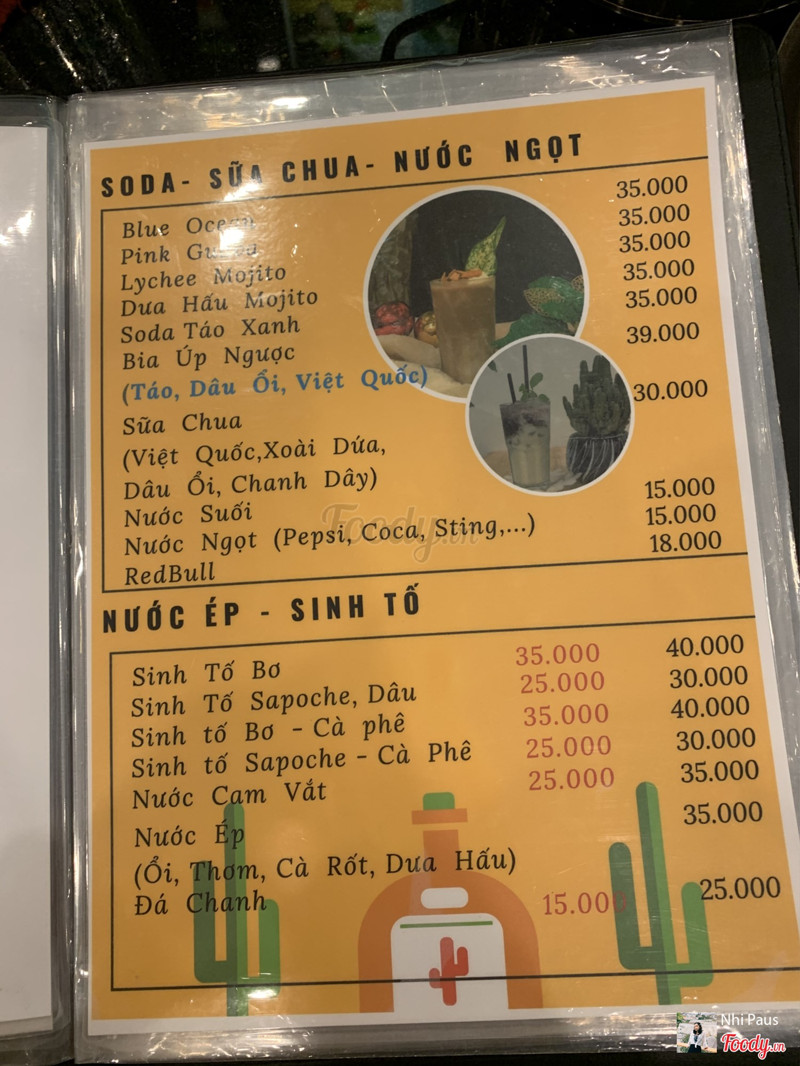 SODA- SỮA CHUA- NƯỚC NGỌT
Blue Ocean 35.000
Pink Guava 35.000
Lychee Mojito 35.000
Dưa Hấu Mojito 35.000
Soda Táo Xanh 35.000
Bia Úp Ngược 39.000
(Táo, Dâu Ổi, Việt Quốc)
Sữa Chua 30.000
(Việt Quốc,Xoài Dứa,
Dâu Ổi, Chanh Dây)
Nước Suối 15.000
Nước Ngọt (Pepsi, Coca, Sting,...) 15.000
RedBull 18.000
NƯỚC ÉP - SINH TỐ
Sinh Tố Bơ 35.000 40.000
Sinh Tố Sapoche, Dâu 25.000 30.000
Sinh tố Bơ - Cà phê 35.000 40.000
Sinh tố Sapoche - Cà Phê 25.000 30.000
Nước Cam Vắt 25.000 35.000
Nước Ép 35.000
(Ổi, Thơm, Cà Rốt, Dưa Hấu)
Đá Chanh 15.000 25.000
Foody.vn
Nhi Paus
Foody.vn